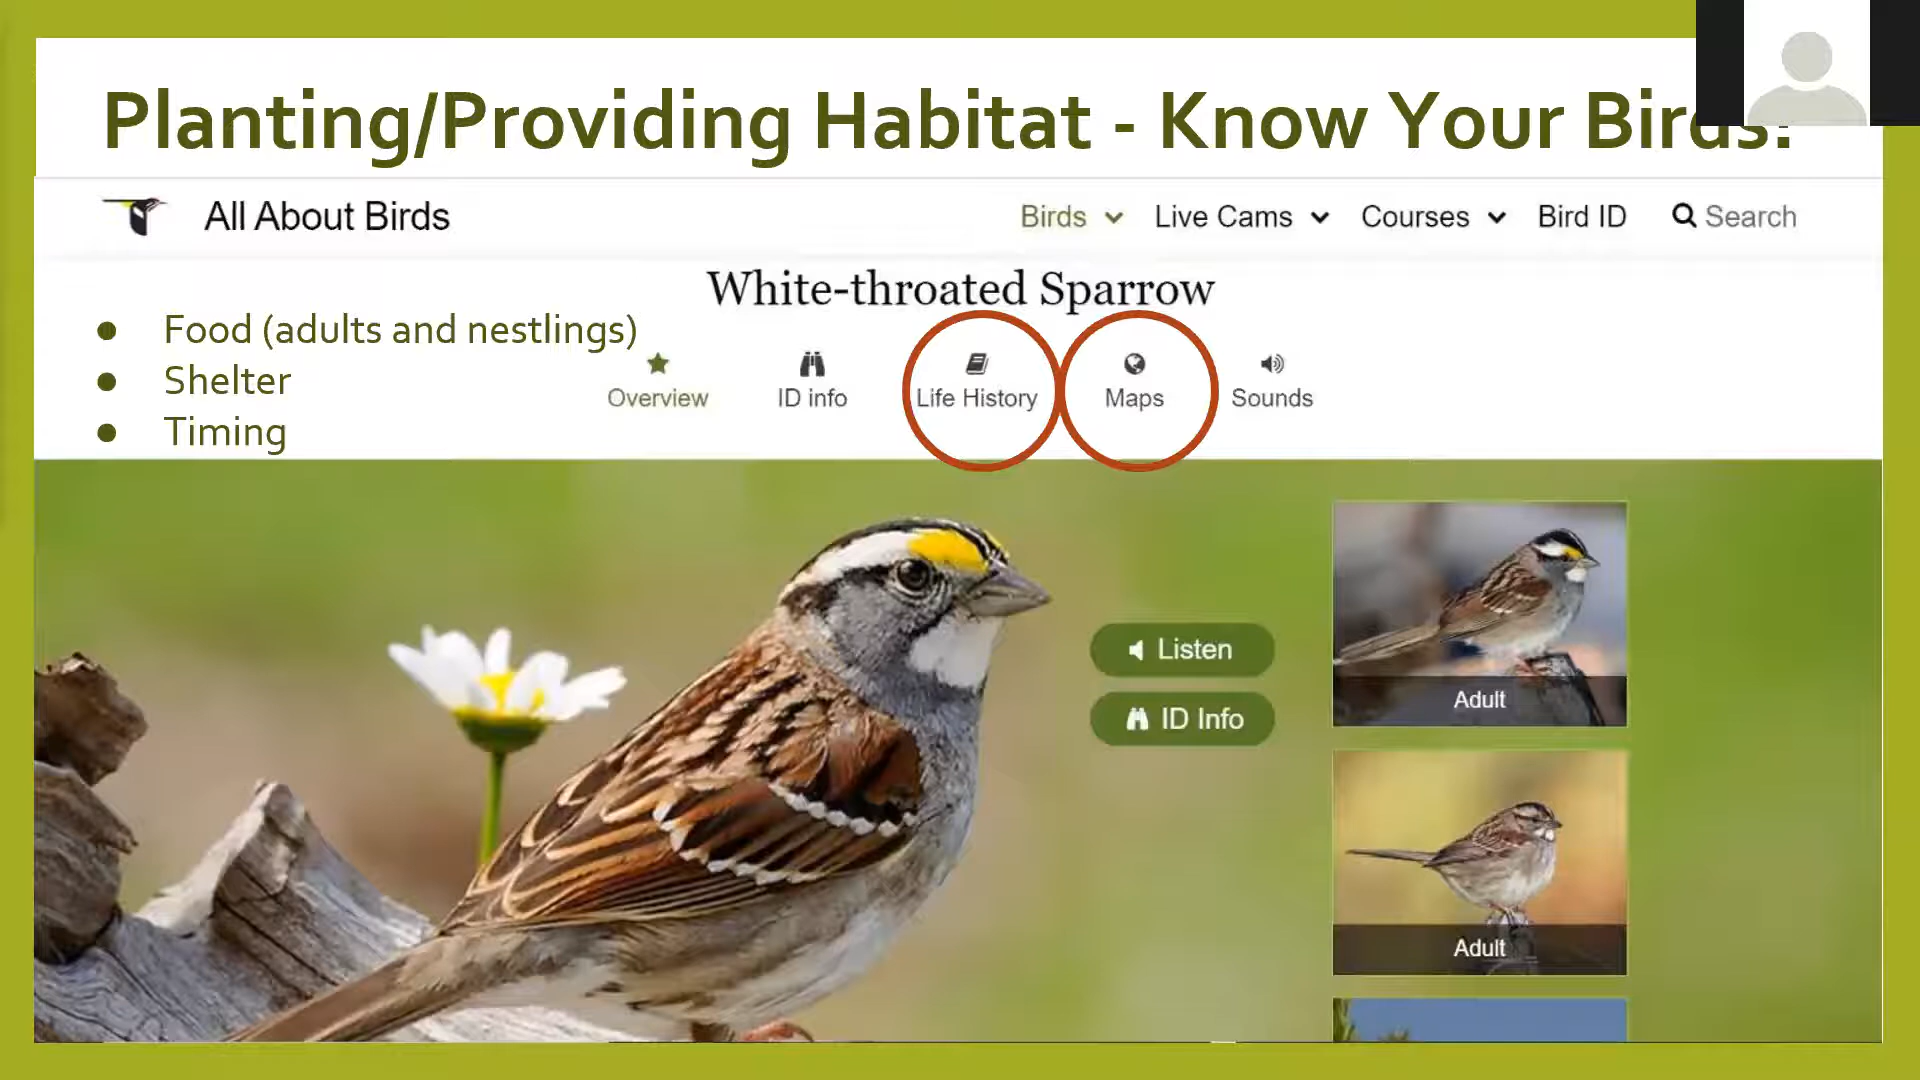 Planting/Providing Habitat - Know Your Birds!
All About Birds
Birds Live Cams Courses Bird ID Search
White-throated Sparrow
● Food (adults and nestlings)
● Shelter
● Timing
Overview ID info Life History Maps Sounds
Listen
ID Info
Adult
Adult